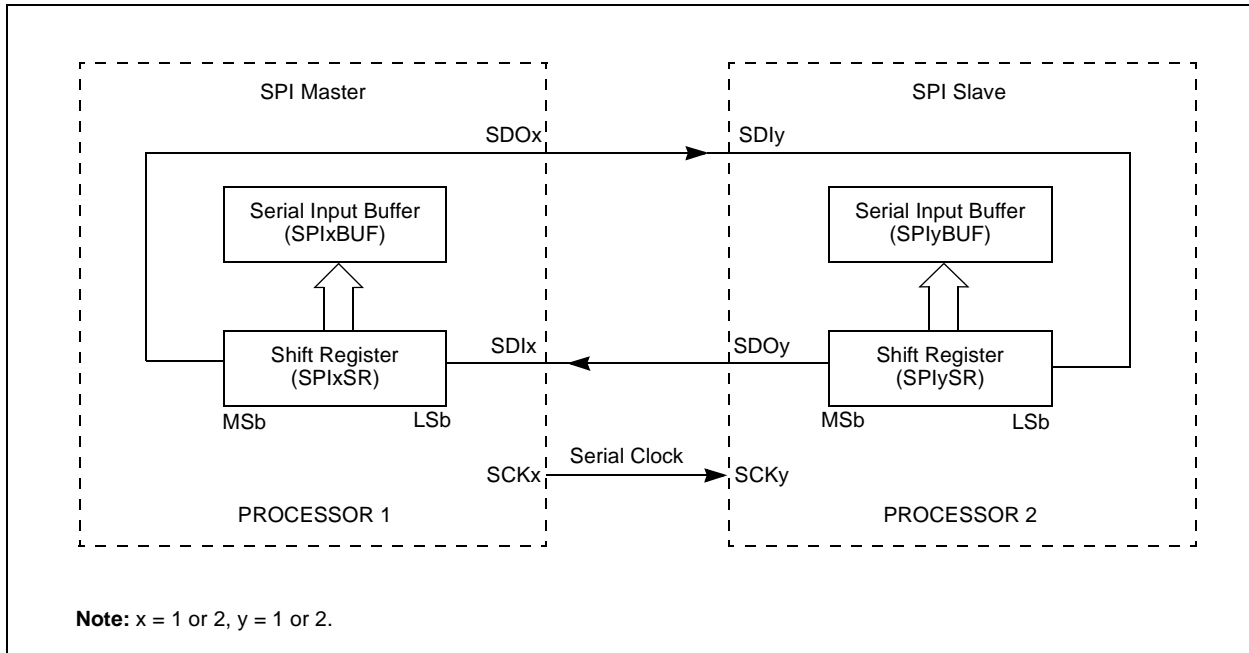 SPI Master
SPI Slave
SDOx
SDIy
Serial Input Buffer
(SPIxBUF)
Serial Input Buffer
(SPIyBUF)
Shift Register
(SPIxSR)
SDIx
SDOy
Shift Register
(SPIySR)
MSb
LSb
MSb
LSb
Serial Clock
SCKx
SCKy
PROCESSOR 1
PROCESSOR 2
Note: x = 1 or 2, y = 1 or 2.